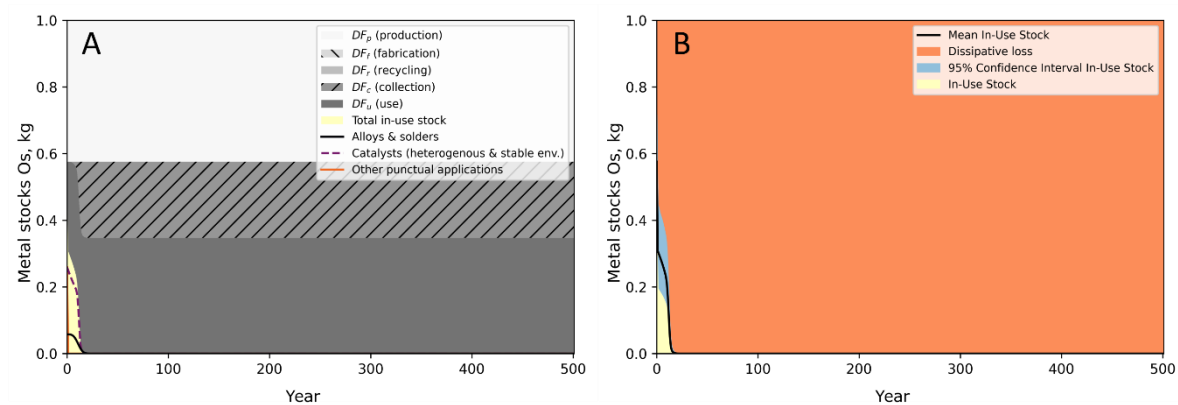 A
1.0
0.8
0.6
0.4
0.2
0.0
Metal stocks Os, kg
0
100
200
300
400
500
Year
DFp (production)
DFf (fabrication)
DFr (recycling)
DFc (collection)
DFu (use)
Total in-use stock
Alloys & solders
Catalysts (heterogenous & stable env.)
Other punctual applications
B
1.0
0.8
0.6
0.4
0.2
0.0
Metal stocks Os, kg
0
100
200
300
400
500
Year
Mean In-Use Stock
Dissipative loss
95% Confidence Interval In-Use Stock
In-Use Stock